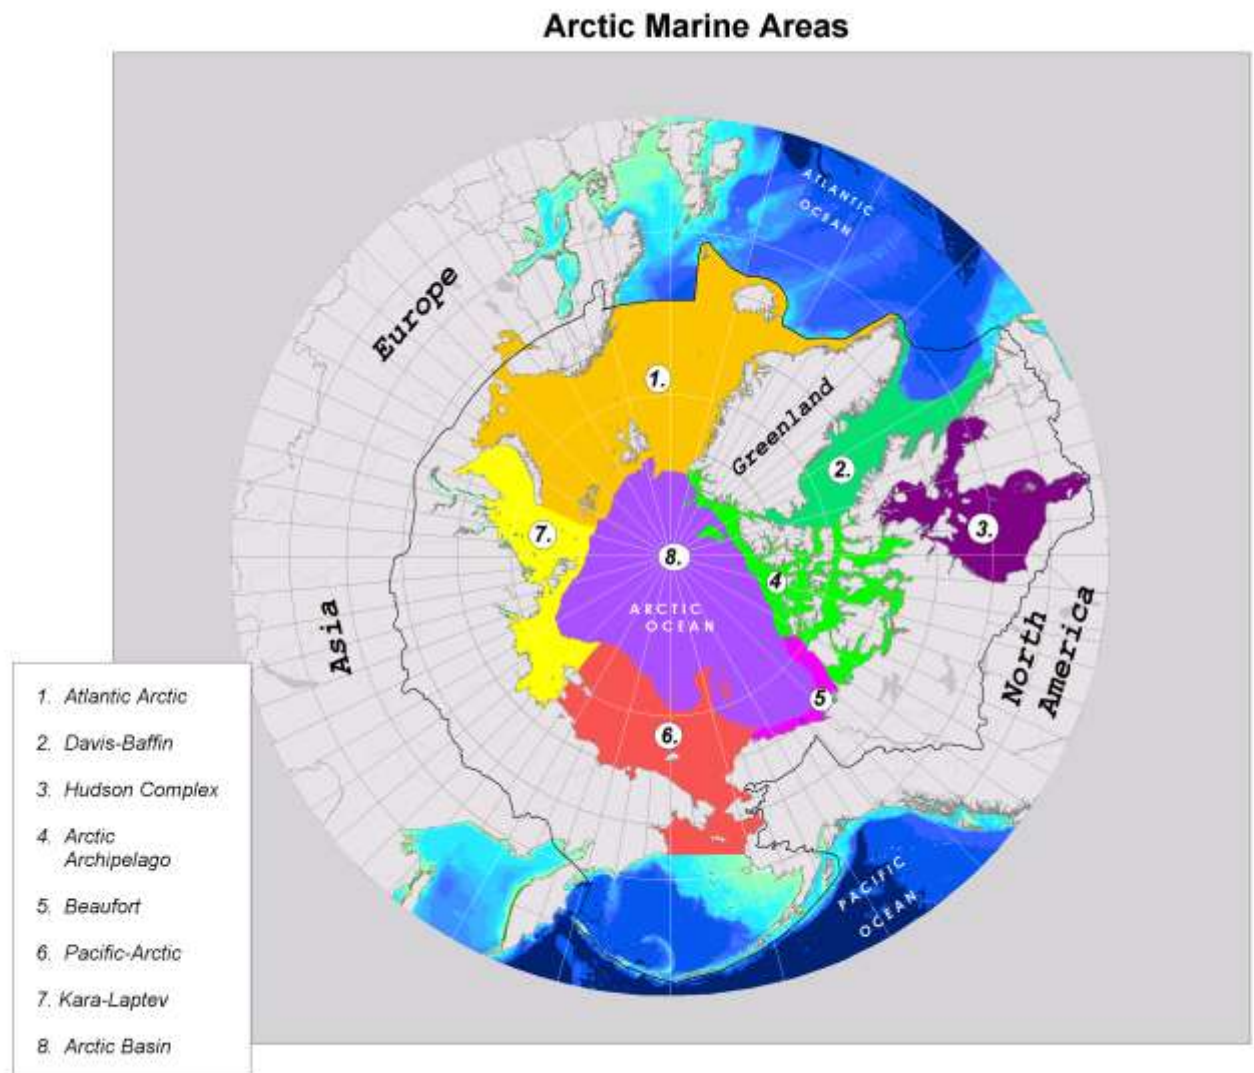 Arctic Marine Areas
ATLANTIC
OCEAN
Europe
1.
Greenland
2.
3.
7.
8.
4
ARCTIC
OCEAN
Asia
North
America
5
6.
PACIFIC
OCEAN
1. Atlantic Arctic
2. Davis-Baffin
3. Hudson Complex
4 Arctic
Archipelago
5. Beaufort
6. Pacific-Arctic
7. Kara-Laptev
8. Arctic Basin